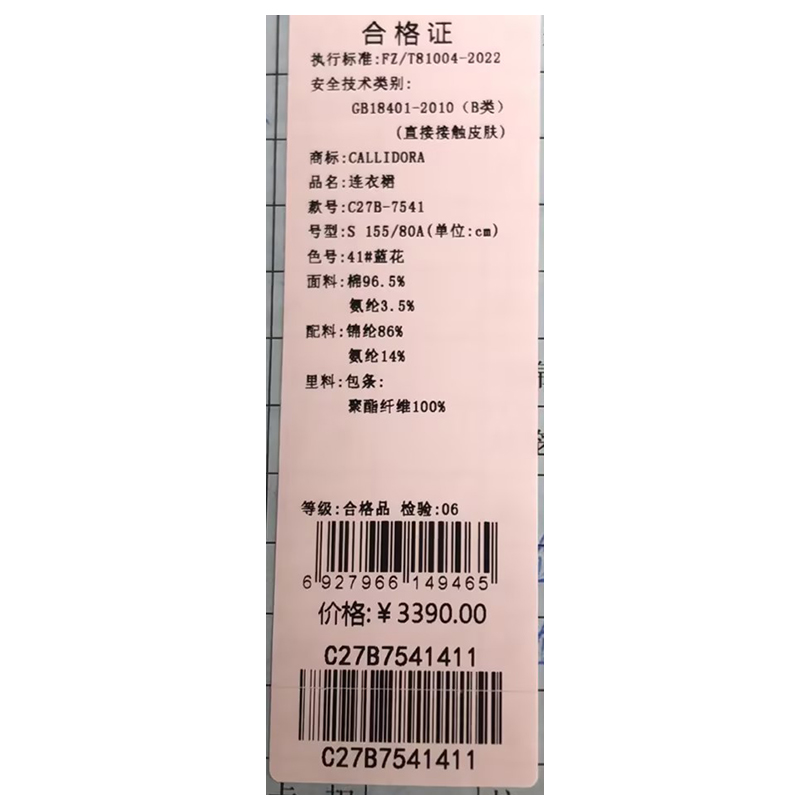 合格证
执行标准:FZ/T81004-2022
安全技术类别:
GB18401-2010（B类）
(直接接触皮肤)
商标:CALLIDORA
品名:连衣裙
款号:C27B-7541
号型:S 155/80A(单位:cm)
色号:41#蓝花
面料:棉96.5%
氨纶3.5%
配料:锦纶86%
氨纶14%
里料:包条:
聚酯纤维100%
等级:合格品 检验:06
6 927966 149465
价格:￥3390.00
C27B7541411
C27B7541411